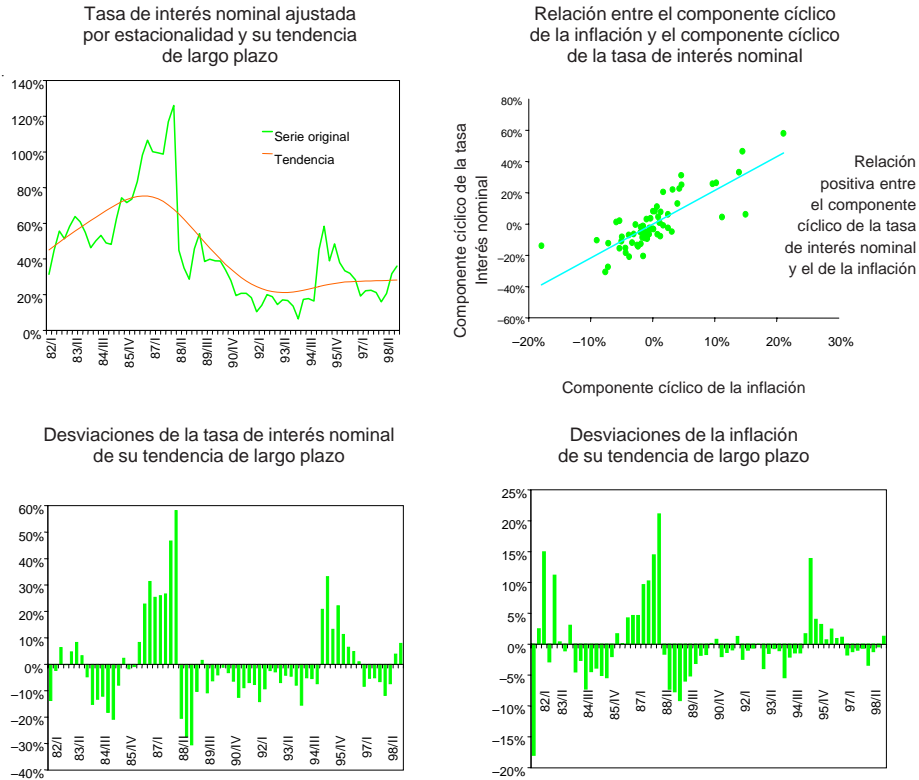 Tasa de interés nominal ajustada
por estacionalidad y su tendencia
de largo plazo
140%
120%
100%
80%
60%
40%
20%
0%
Serie original
Tendencia
82/I
83/II
84/III
85/IV
87/I
88/II
89/III
90/IV
92/I
93/II
94/III
95/IV
97/I
98/II
Relación entre el componente cíclico
de la inflación y el componente cíclico
de la tasa de interés nominal
Componente cíclico de la tasa
Interés nominal
80%
60%
40%
20%
0%
–20%
–40%
–60%
–20%
–10%
0%
10%
20%
30%
Componente cíclico de la inflación
Relación
positiva entre
el componente
cíclico de la tasa
de interés nominal
y el de la inflación
Desviaciones de la tasa de interés nominal
de su tendencia de largo plazo
60%
50%
40%
30%
20%
10%
0%
–10%
–20%
–30%
–40%
82/I
83/II
84/III
85/IV
87/I
88/II
89/III
90/IV
92/I
93/II
94/III
95/IV
97/I
98/II
Desviaciones de la inflación
de su tendencia de largo plazo
25%
20%
15%
10%
5%
0%
–5%
–10%
–15%
–20%
82/I
83/II
84/III
85/IV
87/I
88/II
89/III
90/IV
92/I
93/II
94/III
95/IV
97/I
98/II